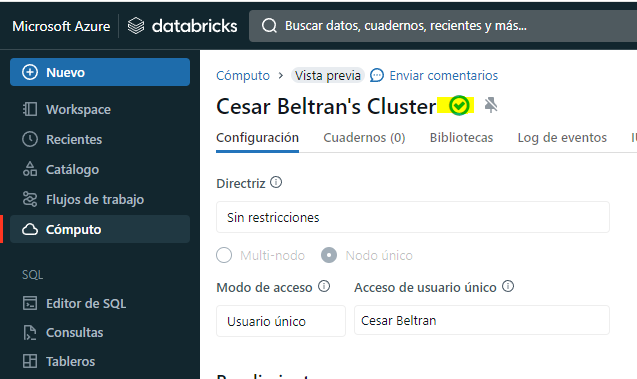 Microsoft Azure databricks Buscar datos, cuadernos, recientes y más...
Nuevo
Workspace
Recientes
Catálogo
Flujos de trabajo
Cómputo
SQL
Editor de SQL
Consultas
Tableros
Cómputo > Vista previa Enviar comentarios
Cesar Beltran's Cluster
Configuración Cuadernos (0) Bibliotecas Log de eventos
Directriz
Sin restricciones
Multi-nodo Nodo único
Modo de acceso Acceso de usuario único
Usuario único Cesar Beltran